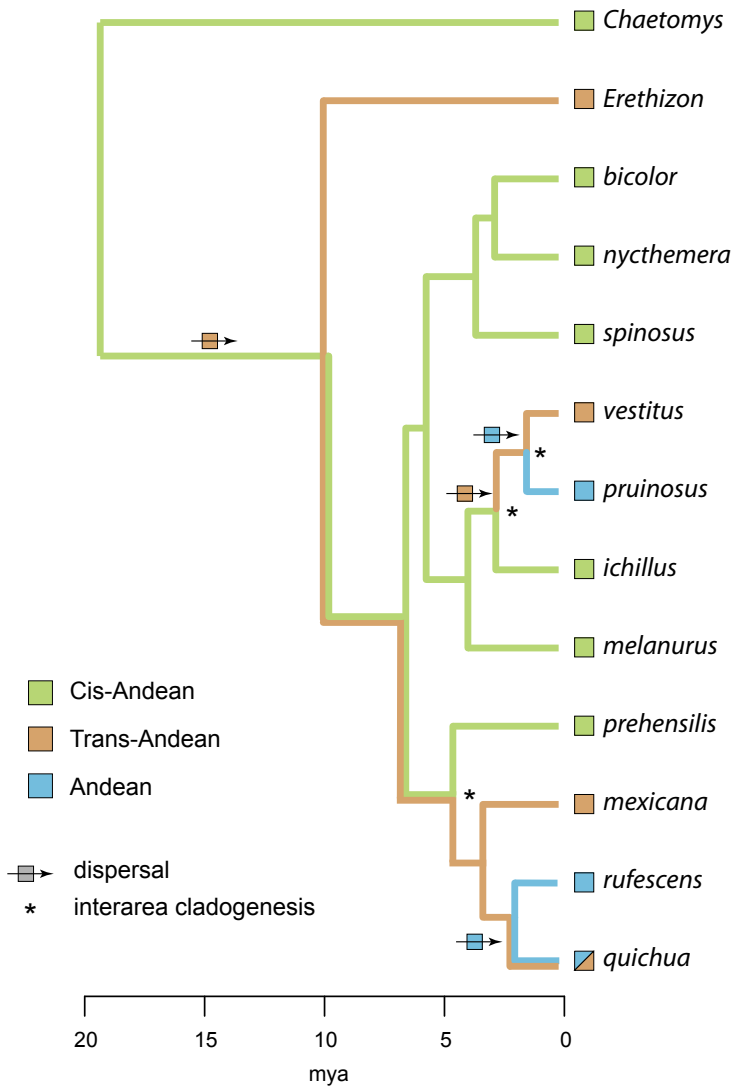 Chaetomys
Erethizon
bicolor
nycthemera
spinosus
vestitus
*
pruinosus
*
ichillus
melanurus
Cis-Andean
prehensilis
Trans-Andean
Andean
*
mexicana
dispersal
rufescens
* interarea cladogenesis
quichua
20 15 10 5 0
mya